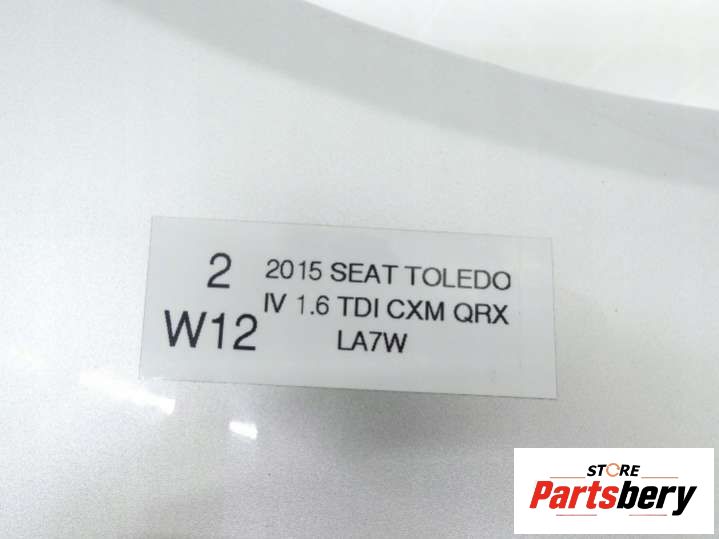 2
W12
2015 SEAT TOLEDO
IV 1.6 TDI CXM QRX
LA7W
STORE
Partsbery